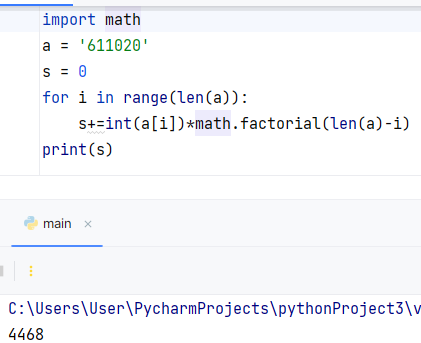 import math
a = '611020'
s = 0
for i in range(len(a)):
    s+=int(a[i])*math.factorial(len(a)-i)
print(s)
main ×
C:\Users\User\PycharmProjects\pythonProject3\v
4468